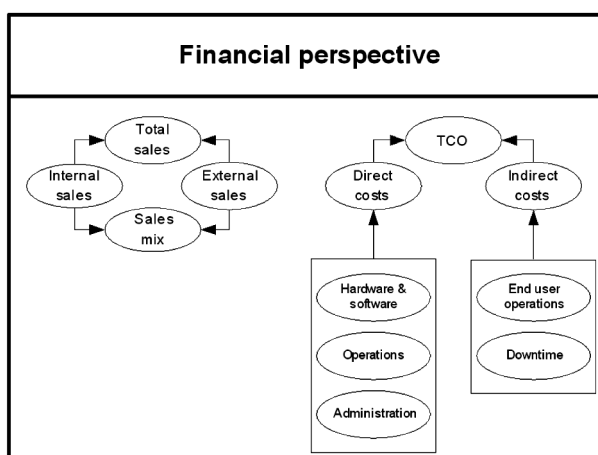 Financial perspective
Total
sales
Internal
sales
External
sales
Sales
mix
TCO
Direct
costs
Indirect
costs
Hardware &
software
Operations
Administration
End user
operations
Downtime